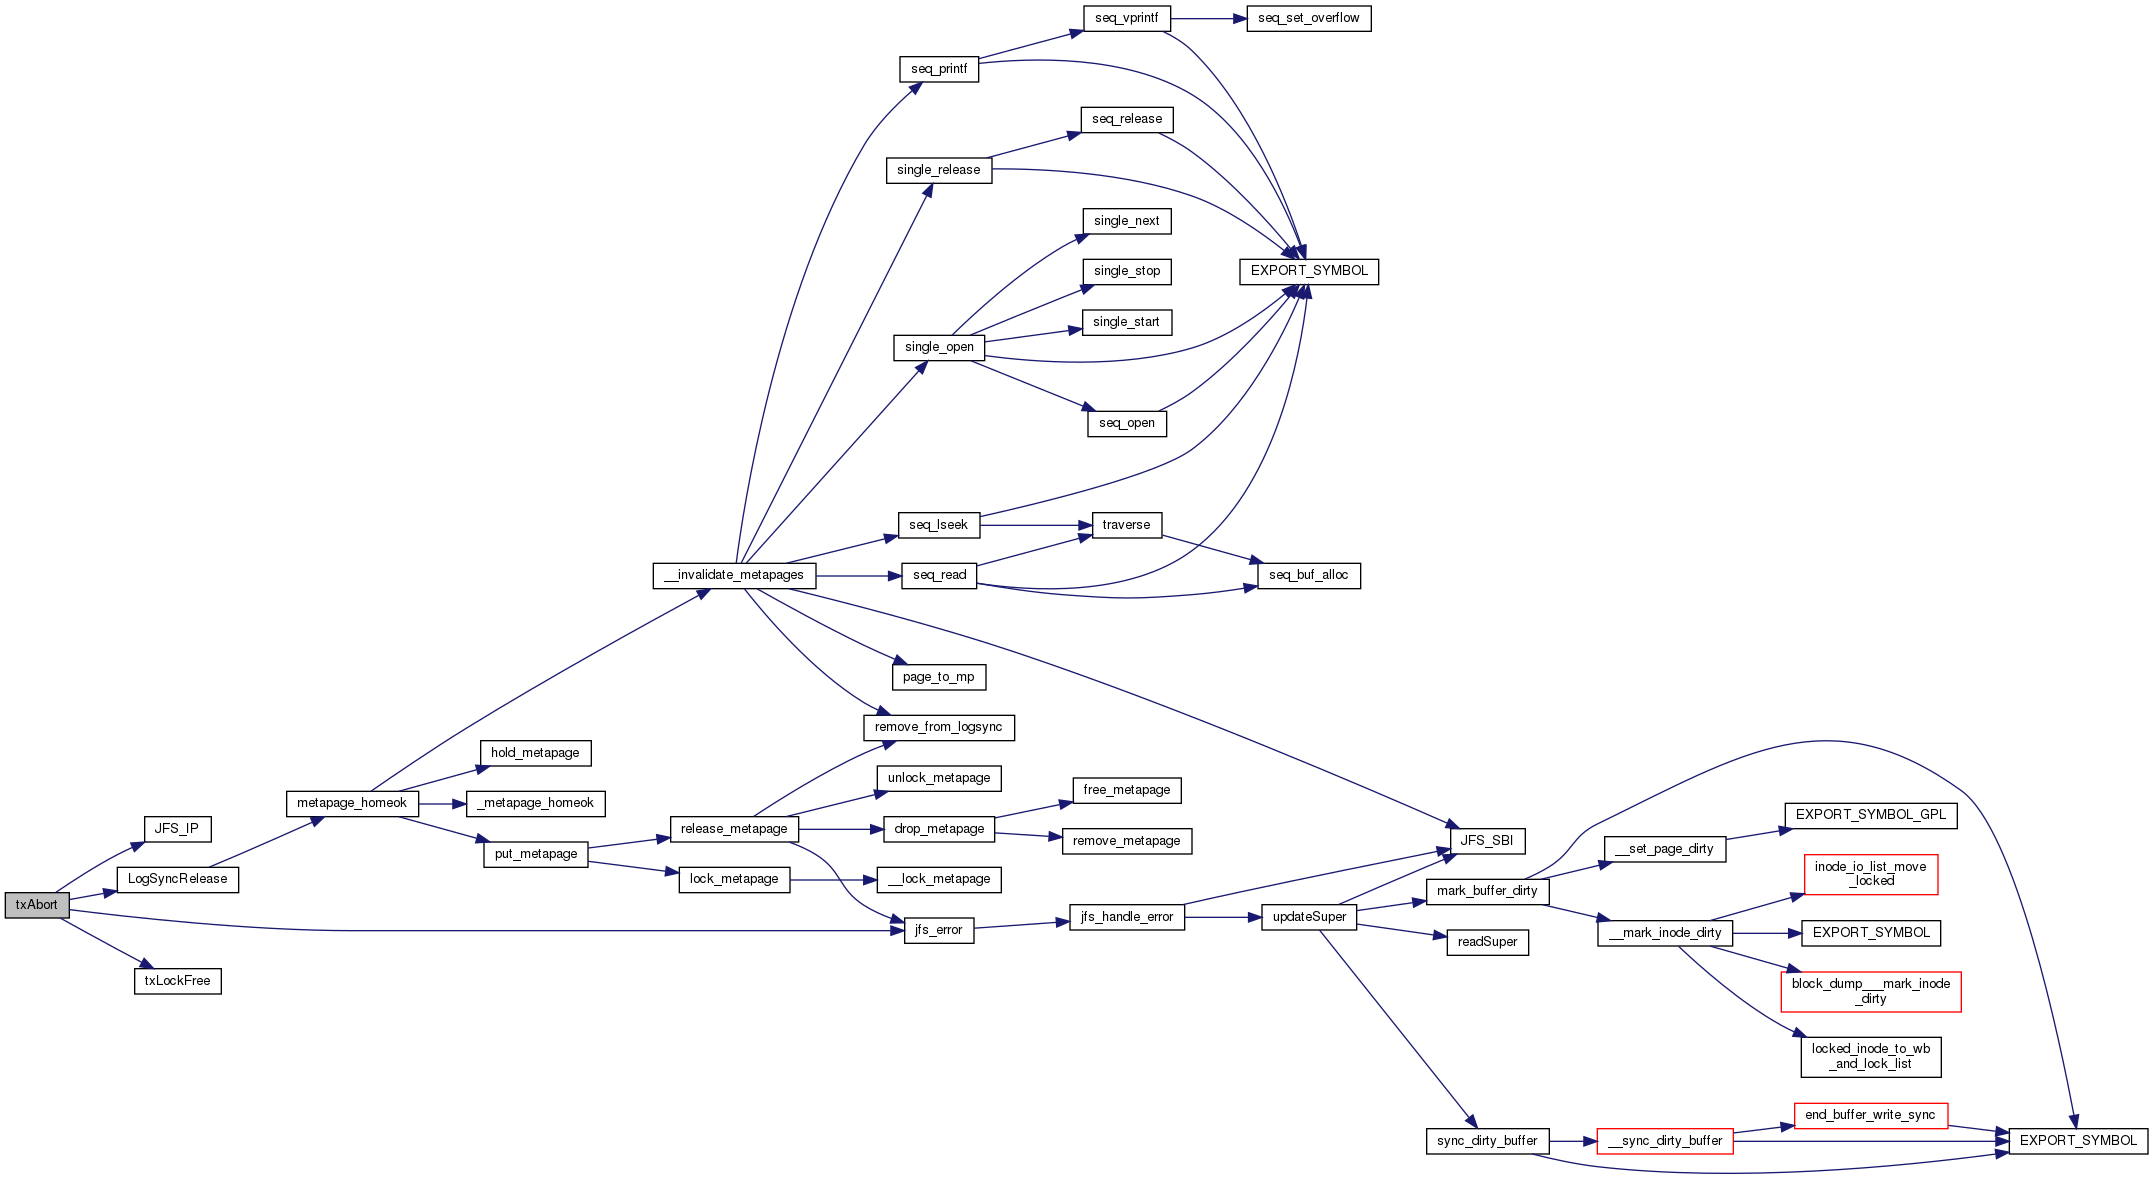 seq_vprintf
seq_set_overflow
seq_printf
seq_release
single_release
single_next
single_stop
EXPORT_SYMBOL
single_start
single_open
seq_open
seq_lseek
traverse
__invalidate_metapages
seq_read
seq_buf_alloc
page_to_mp
remove_from_logsync
hold_metapage
unlock_metapage
free_metapage
metapage_homeok
_metapage_homeok
JFS_IP
release_metapage
drop_metapage
remove_metapage
JFS_SBI
EXPORT_SYMBOL_GPL
put_metapage
__set_page_dirty
LogSyncRelease
lock_metapage
__lock_metapage
mark_buffer_dirty
inode_io_list_move
_locked
txAbort
jfs_error
jfs_handle_error
updateSuper
__mark_inode_dirty
EXPORT_SYMBOL
readSuper
txLockFree
block_dump___mark_inode
_dirty
locked_inode_to_wb
_and_lock_list
end_buffer_write_sync
sync_dirty_buffer
__sync_dirty_buffer
EXPORT_SYMBOL